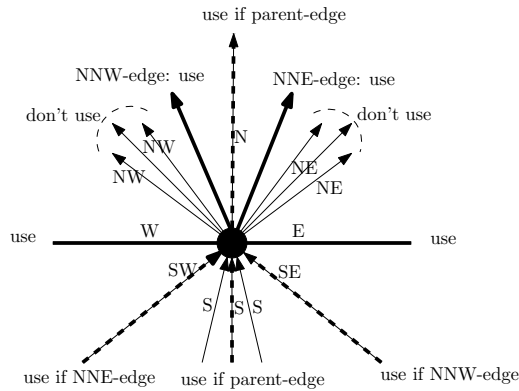 use if parent-edge
NNW-edge: use
NNE-edge: use
don't use
don't use
N
NW
NE
NW
NE
use
W
E
use
SW
SE
S
S
S
use if NNE-edge
use if parent-edge
use if NNW-edge